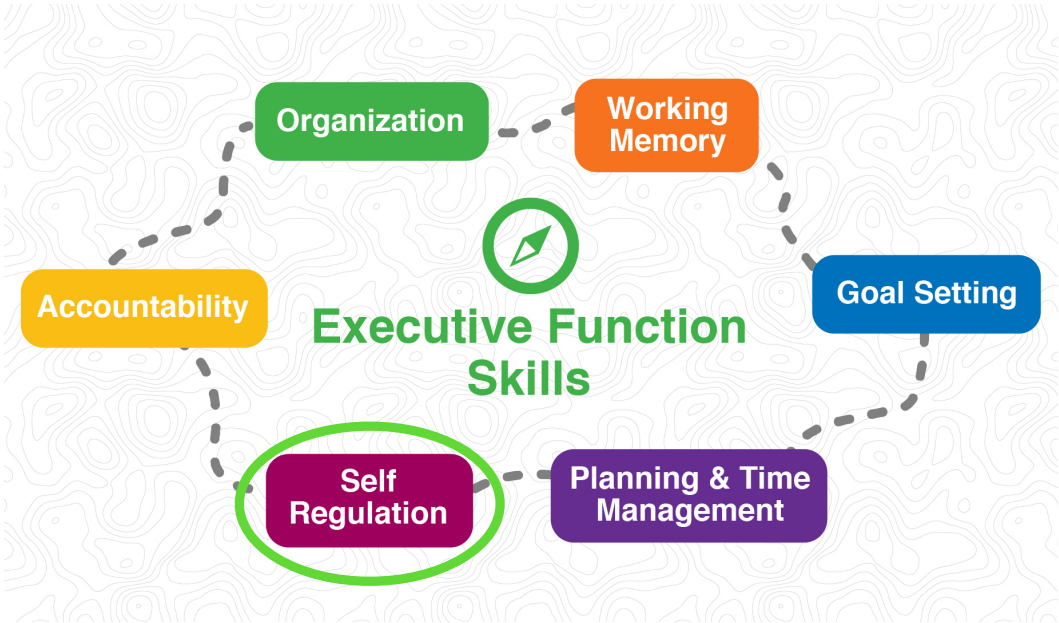 Organization
Working
Memory
Accountability
Goal Setting
Executive Function
Skills
Self
Regulation
Planning & Time
Management